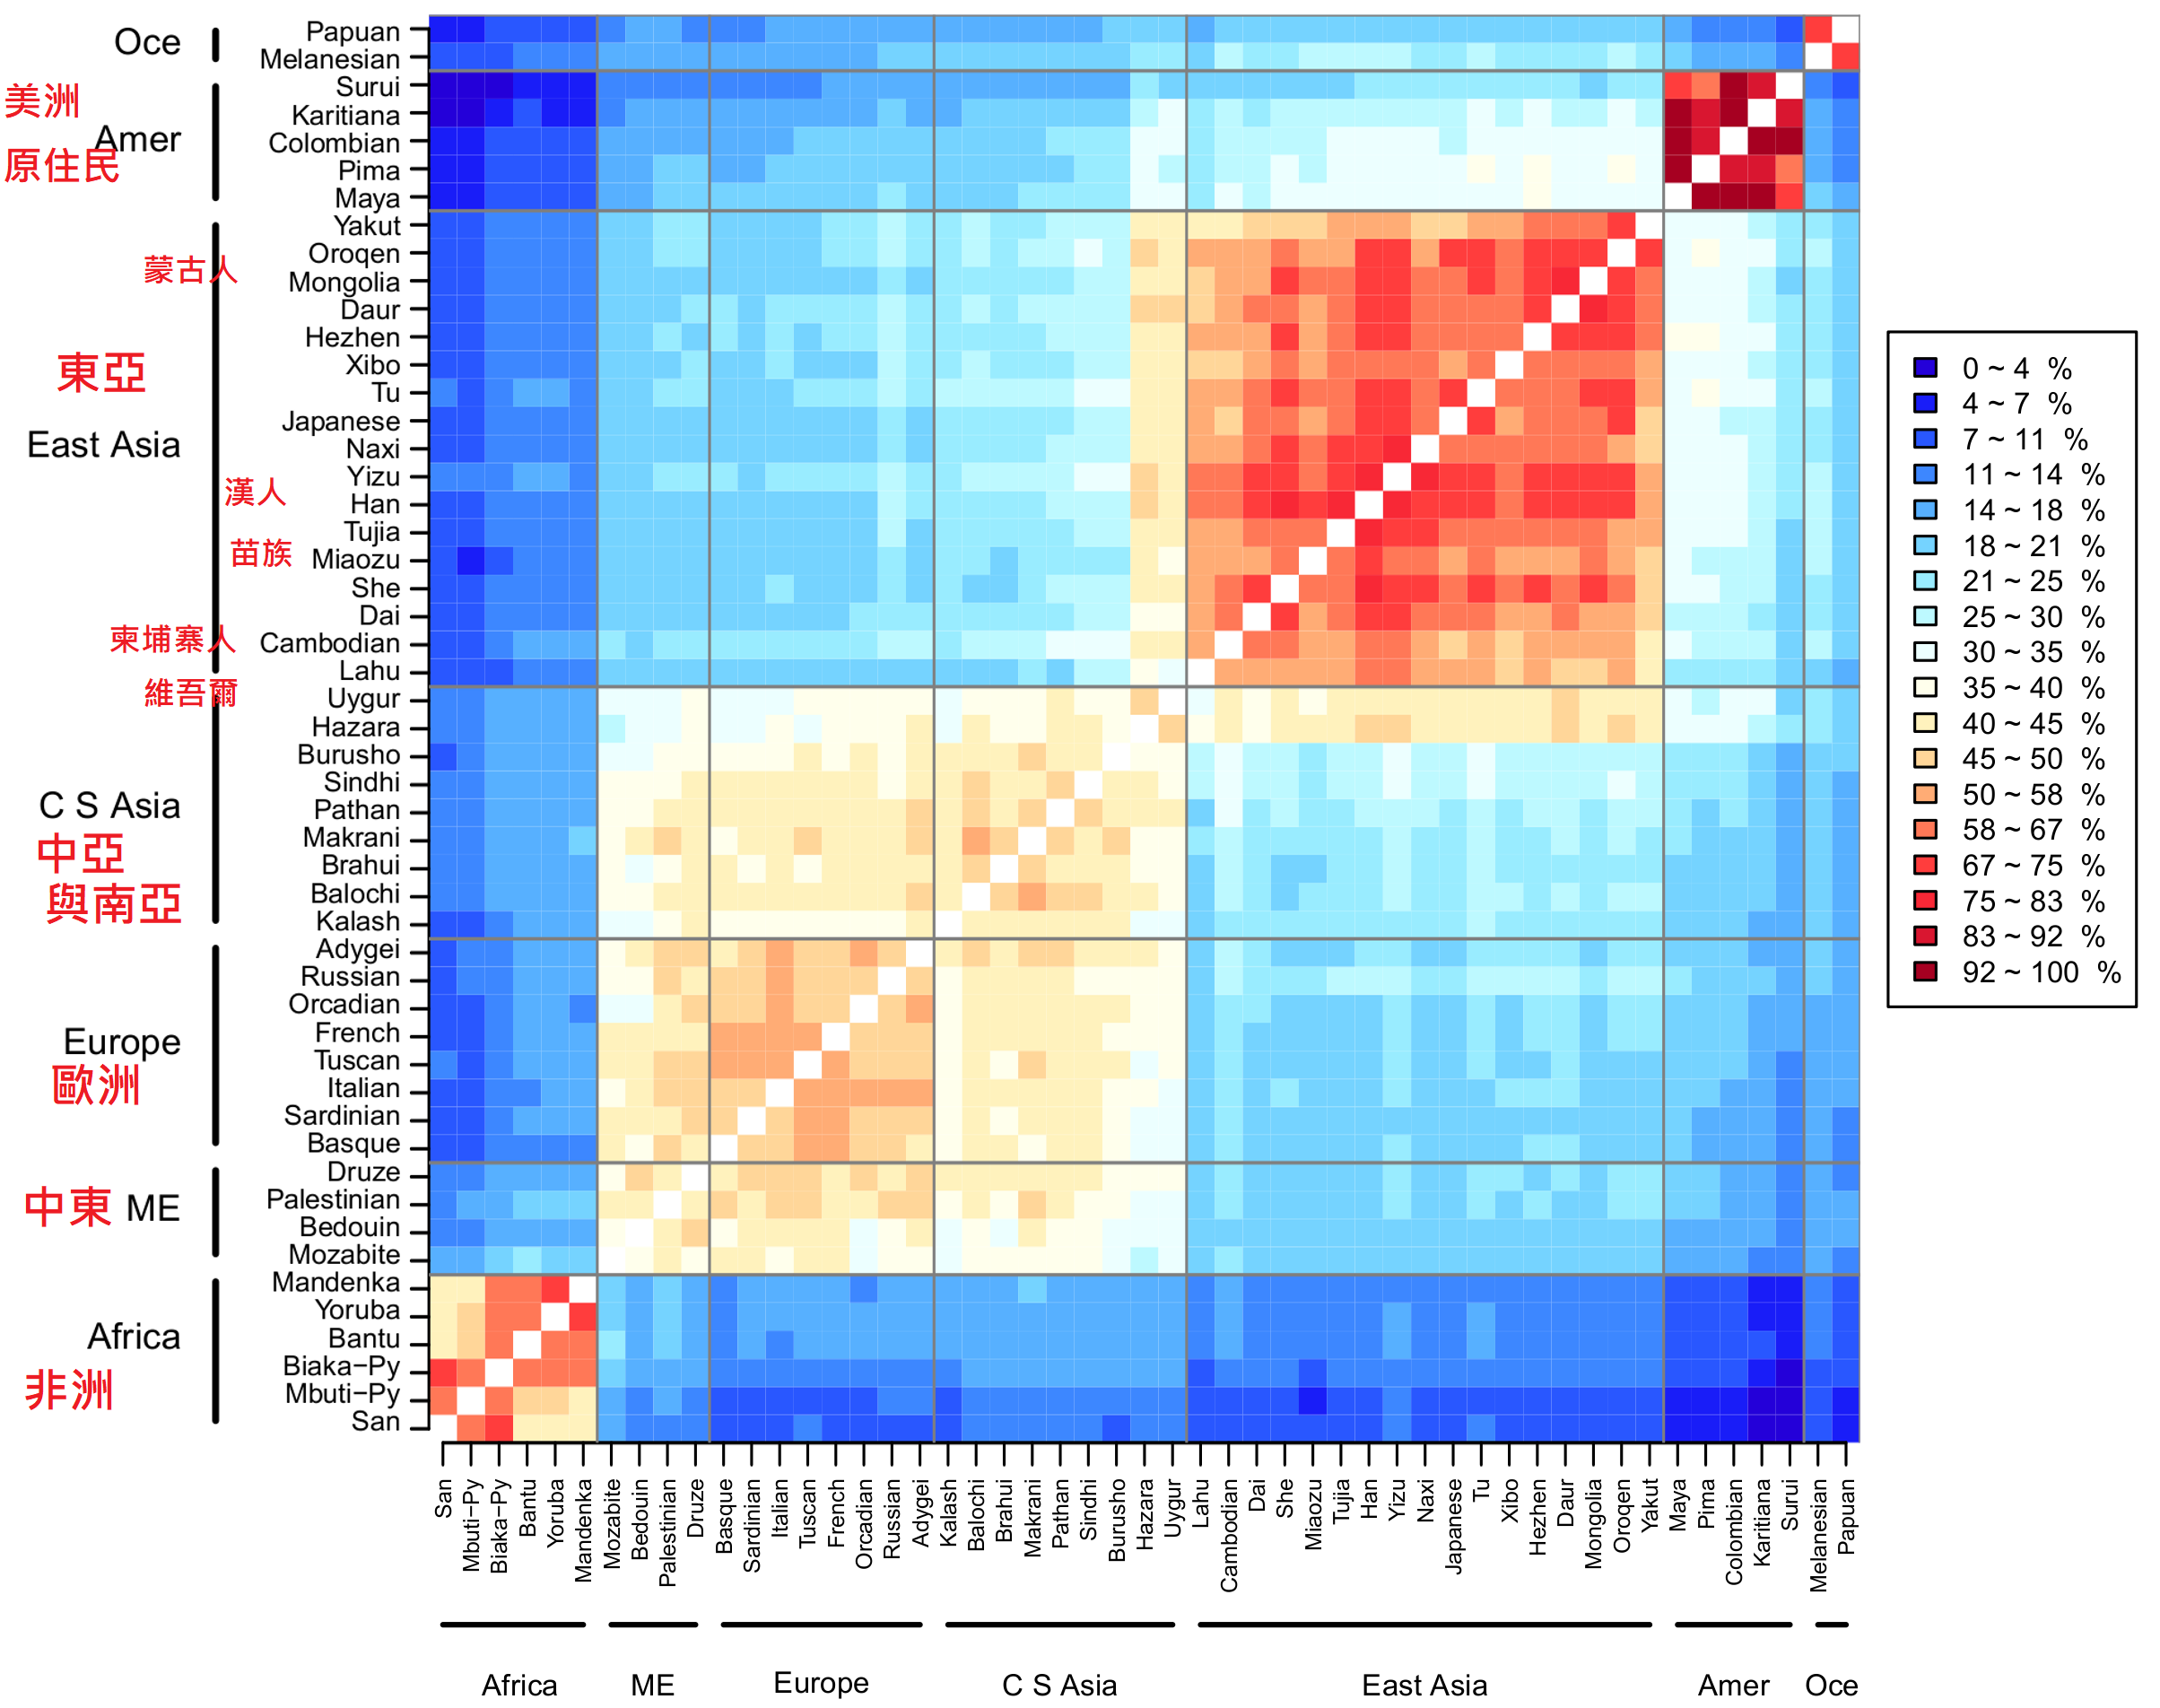 Oce
美洲
Amer
原住民
蒙古人
東亞
East Asia
漢人
苗族
柬埔寨人
維吾爾
C S Asia
中亞
與南亞
Europe
歐洲
中東 ME
Africa
非洲
Papuan
Melanesian
Surui
Karitiana
Colombian
Pima
Maya
Yakut
Oroqen
Mongolia
Daur
Hezhen
Xibo
Tu
Japanese
Naxi
Yizu
Han
Tujia
Miaozu
She
Dai
Cambodian
Lahu
Uygur
Hazara
Burusho
Sindhi
Pathan
Makrani
Brahui
Balochi
Kalash
Adygei
Russian
Orcadian
French
Tuscan
Italian
Sardinian
Basque
Druze
Palestinian
Bedouin
Mozabite
Mandenka
Yoruba
Bantu
Biaka−Py
Mbuti−Py
San
0 ~ 4 %
4 ~ 7 %
7 ~ 11 %
11 ~ 14 %
14 ~ 18 %
18 ~ 21 %
21 ~ 25 %
25 ~ 30 %
30 ~ 35 %
35 ~ 40 %
40 ~ 45 %
45 ~ 50 %
50 ~ 58 %
58 ~ 67 %
67 ~ 75 %
75 ~ 83 %
83 ~ 92 %
92 ~ 100 %
San
Mbuti−Py
Biaka−Py
Bantu
Yoruba
Mandenka
Mozabite
Bedouin
Palestinian
Druze
Basque
Sardinian
Italian
Tuscan
French
Orcadian
Russian
Adygei
Kalash
Balochi
Brahui
Makrani
Pathan
Sindhi
Burusho
Hazara
Uygur
Lahu
Cambodian
Dai
She
Miaozu
Tujia
Han
Yizu
Naxi
Japanese
Tu
Xibo
Hezhen
Daur
Mongolia
Oroqen
Yakut
Maya
Pima
Colombian
Karitiana
Surui
Melanesian
Papuan
Africa ME Europe C S Asia East Asia Amer Oce